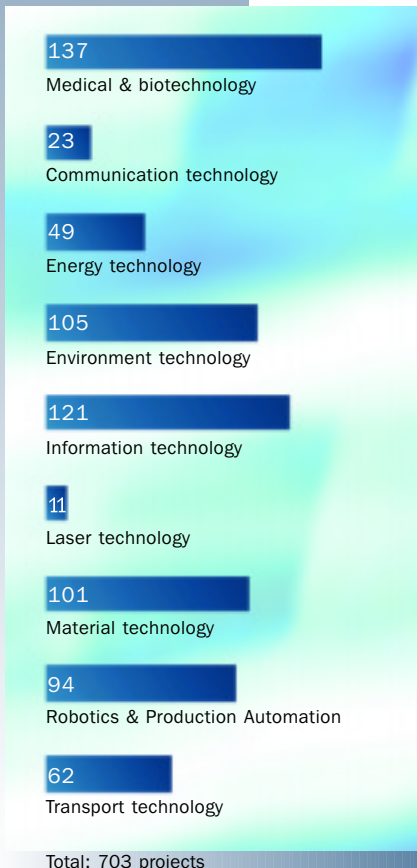 137
Medical & biotechnology
23
Communication technology
49
Energy technology
105
Environment technology
121
Information technology
11
Laser technology
101
Material technology
94
Robotics & Production Automation
62
Transport technology
Total: 703 projects